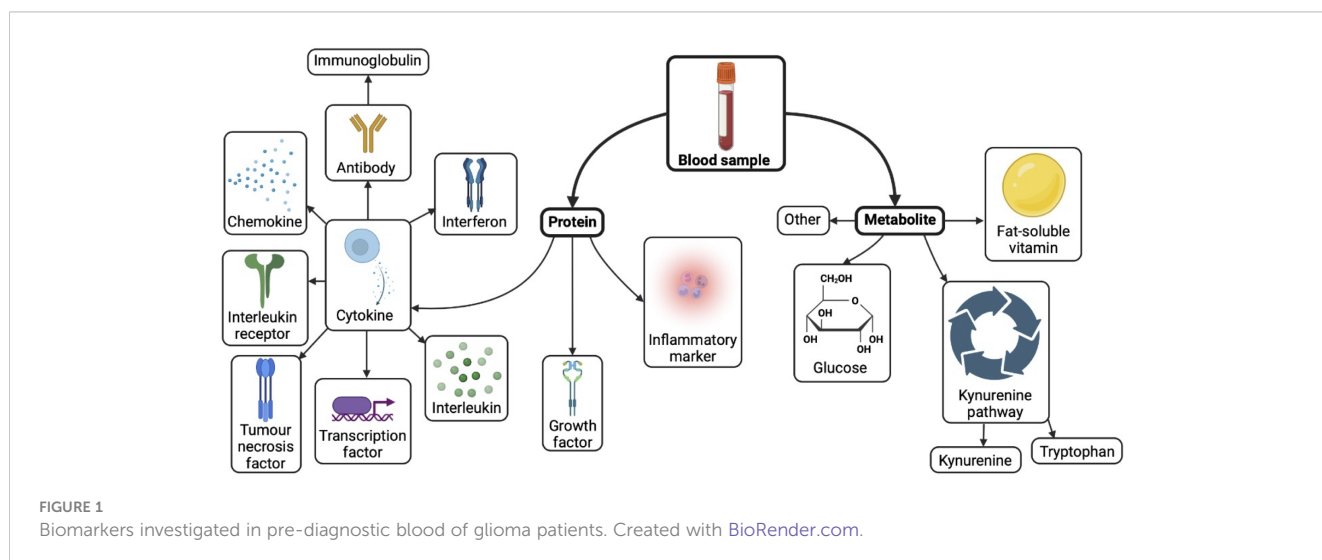 Immunoglobulin
Blood sample
Antibody
Chemokine
Interferon
Protein
Other
Metabolite
Fat-soluble
vitamin
Interleukin
receptor
Cytokine
Inflammatory
marker
CH₂OH
O
OH
OH
OH
OH
Glucose
Kynurenine
pathway
Tumour
necrosis
factor
Transcription
factor
Interleukin
Growth
factor
Kynurenine
Tryptophan
FIGURE 1
Biomarkers investigated in pre-diagnostic blood of glioma patients. Created with BioRender.com.